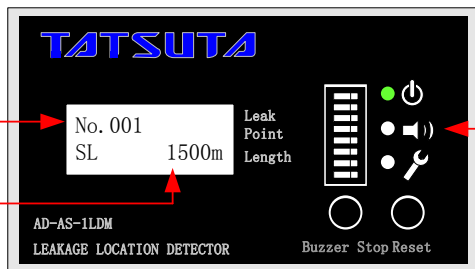 TATSUTA
No.001
SL 1500m
Leak
Point
Length
AD-AS-1LDM
LEAKAGE LOCATION DETECTOR
Buzzer Stop Reset